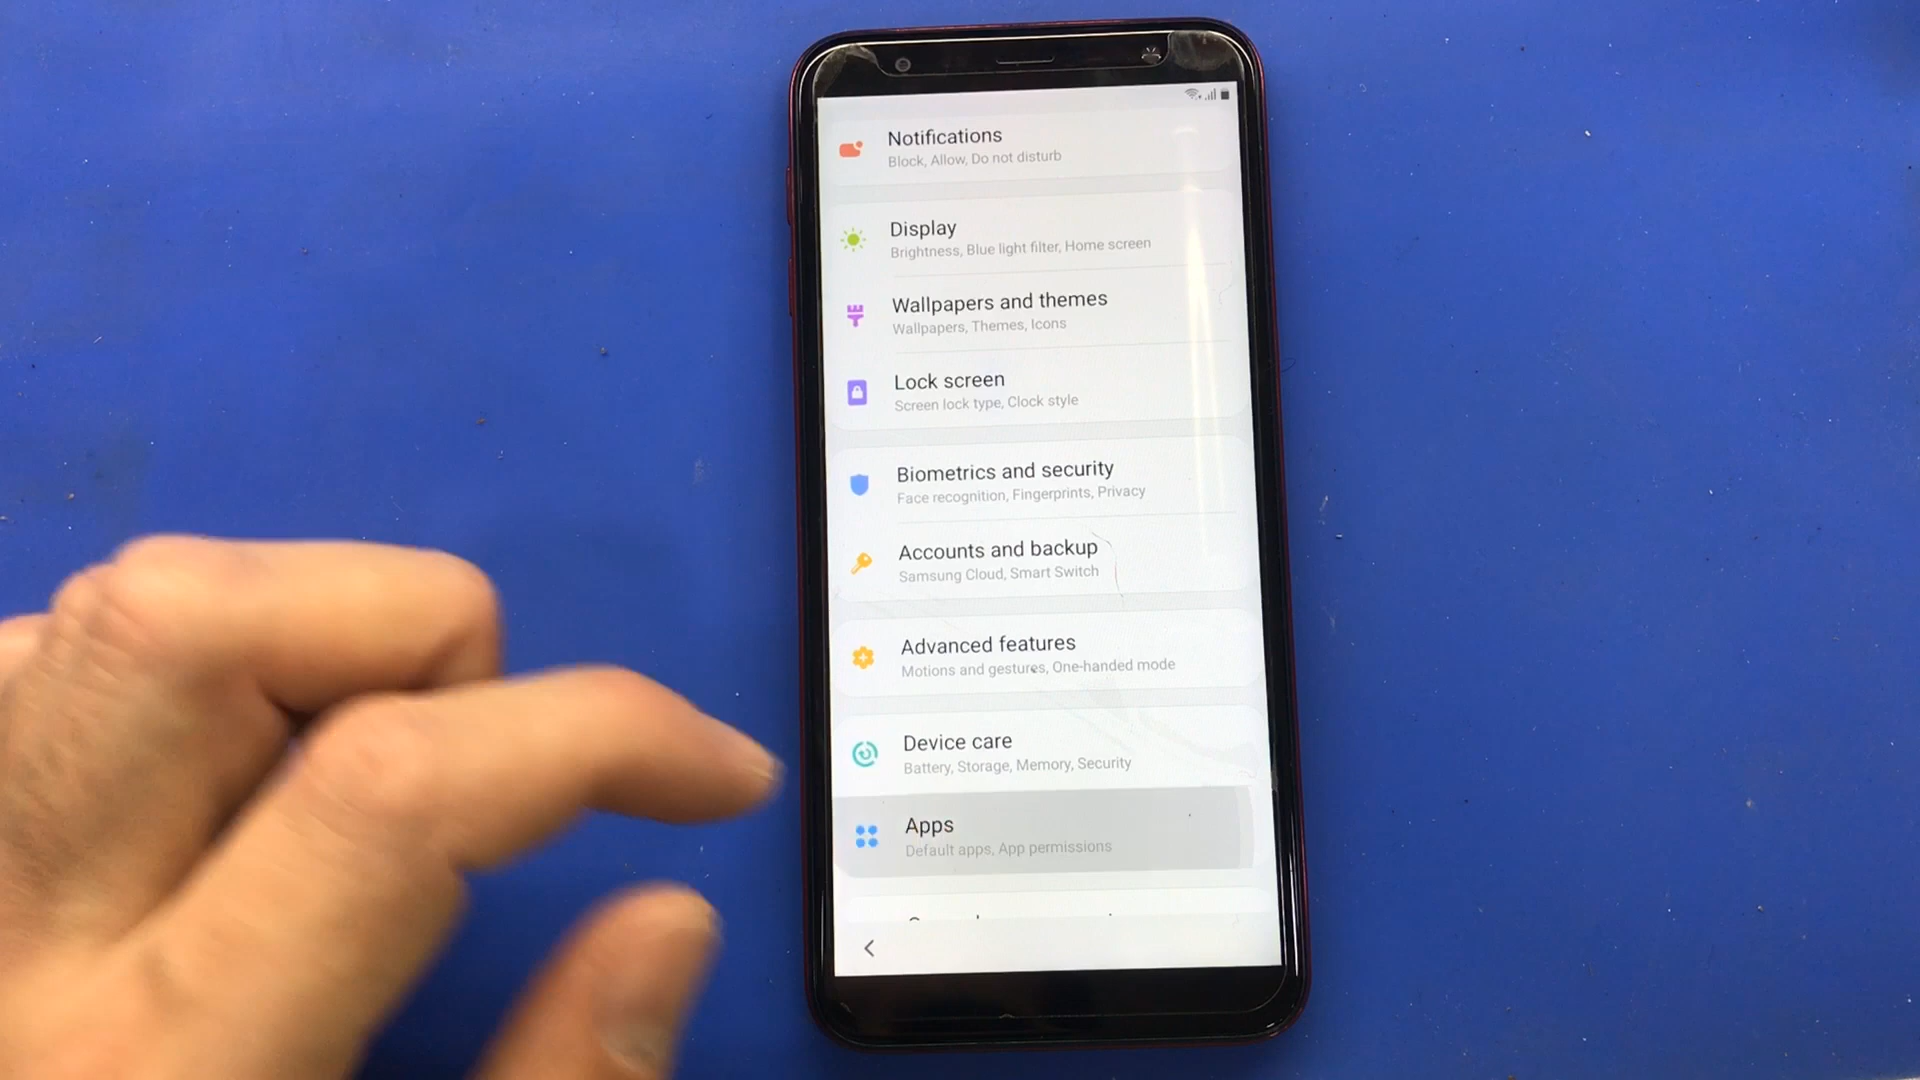 Notifications
Block, Allow, Do not disturb
Display
Brightness, Blue light filter, Home screen
Wallpapers and themes
Wallpapers, Themes, Icons
Lock screen
Screen lock type, Clock style
Biometrics and security
Face recognition, Fingerprints, Privacy
Accounts and backup
Samsung Cloud, Smart Switch
Advanced features
Motions and gestures, One-handed mode
Device care
Battery, Storage, Memory, Security
Apps
Default apps, App permissions